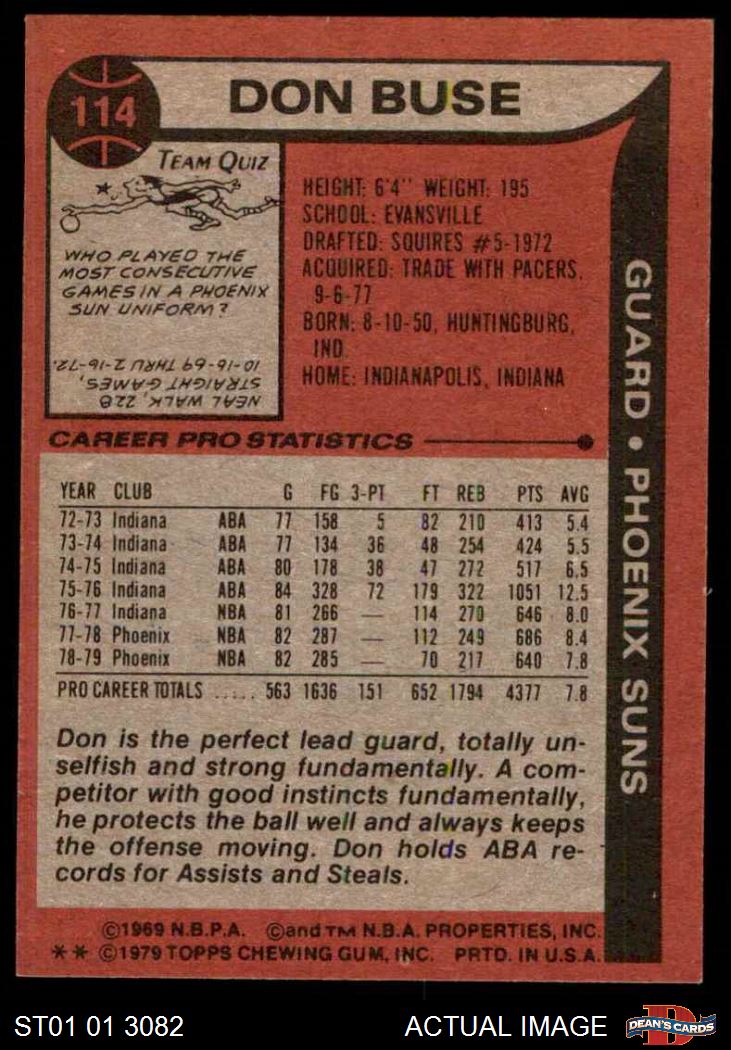 114
DON BUSE
TEAM QUIZ
WHO PLAYED THE
MOST CONSECUTIVE
GAMES IN A PHOENIX
SUN UNIFORM?
NEAL WALK, 228
STRAIGHT GAMES,
10-16-69 THRU 2-16-72.
HEIGHT: 6'4" WEIGHT: 195
SCHOOL: EVANSVILLE
DRAFTED: SQUIRES #5-1972
ACQUIRED: TRADE WITH PACERS,
9-6-77
BORN: 8-10-50, HUNTINGBURG,
IND.
HOME: INDIANAPOLIS, INDIANA
GUARD • PHOENIX SUNS
CAREER PRO STATISTICS
YEAR CLUB G FG 3-PT FT REB PTS AVG
72-73 Indiana ABA 77 158 5 82 210 413 5.4
73-74 Indiana ABA 77 134 36 48 254 424 5.5
74-75 Indiana ABA 80 178 38 47 272 517 6.5
75-76 Indiana ABA 84 328 72 179 322 1051 12.5
76-77 Indiana NBA 81 266 — 114 270 646 8.0
77-78 Phoenix NBA 82 287 — 112 249 686 8.4
78-79 Phoenix NBA 82 285 — 70 217 640 7.8
PRO CAREER TOTALS ..... 563 1636 151 652 1794 4377 7.8
Don is the perfect lead guard, totally un-
selfish and strong fundamentally. A com-
petitor with good instincts fundamentally,
he protects the ball well and always keeps
the offense moving. Don holds ABA re-
cords for Assists and Steals.
©1969 N.B.P.A. ©and TM N.B.A. PROPERTIES, INC.
** ©1979 TOPPS CHEWING GUM, INC. PRTD. IN U.S.A.
ST01 01 3082
ACTUAL IMAGE
D
DEAN'S CARDS